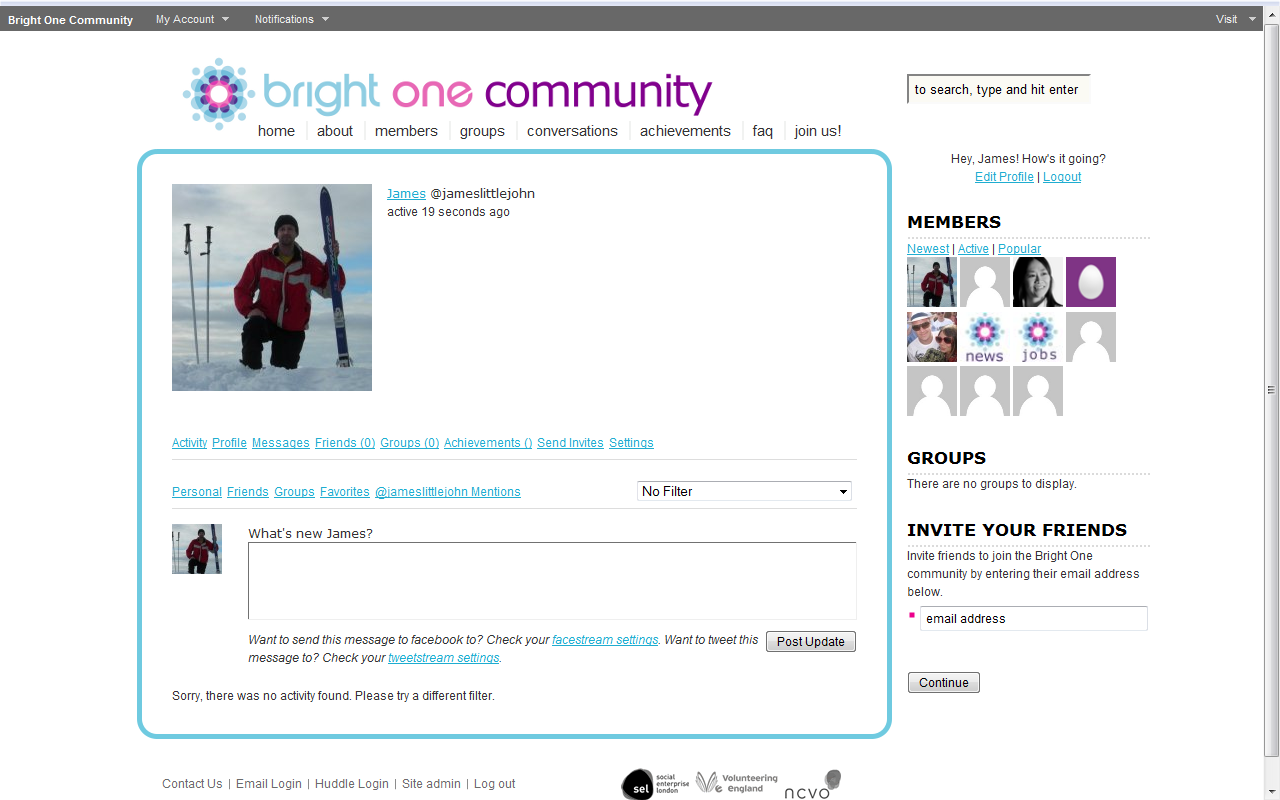 Bright One Community My Account Notifications Visit
bright one community
to search, type and hit enter
home about members groups conversations achievements faq join us!
Hey, James! How's it going?
Edit Profile | Logout
James @jameslittlejohn
active 19 seconds ago
MEMBERS
Newest | Active | Popular
news jobs
Activity Profile Messages Friends (0) Groups (0) Achievements () Send Invites Settings
Personal Friends Groups Favorites @jameslittlejohn Mentions No Filter
What's new James?
Want to send this message to facebook to? Check your facestream settings. Want to tweet this
message to? Check your tweetstream settings.
Post Update
Sorry, there was no activity found. Please try a different filter.
GROUPS
There are no groups to display.
INVITE YOUR FRIENDS
Invite friends to join the Bright One
community by entering their email address
below.
email address
Continue
Contact Us | Email Login | Huddle Login | Site admin | Log out
sel social
enterprise
london
Volunteering
england
ncvo